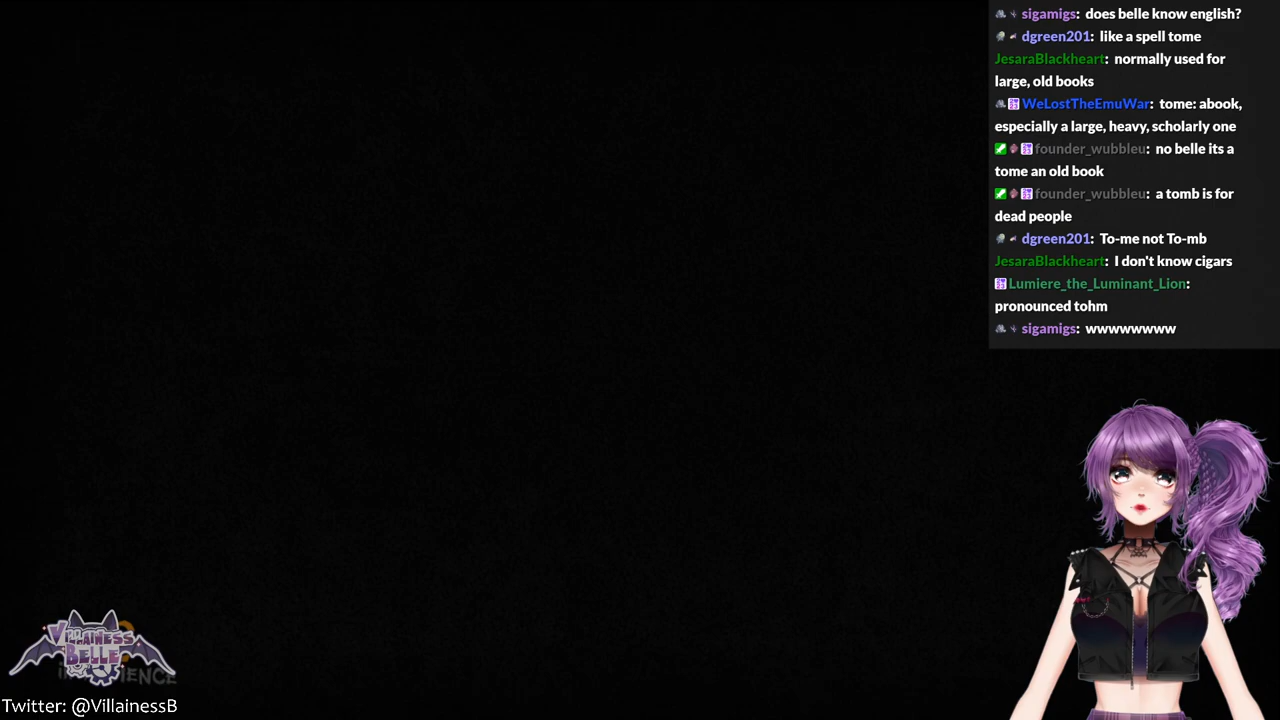 sigamigs: does belle know english?
dgreen201: like a spell tome
JesaraBlackheart: normally used for
large, old books
WeLostTheEmuWar: tome: abook,
especially a large, heavy, scholarly one
founder_wubbleu: no belle its a
tome an old book
founder_wubbleu: a tomb is for
dead people
dgreen201: To-me not To-mb
JesaraBlackheart: I don't know cigars
Lumiere_the_Luminant_Lion:
pronounced tohm
sigamigs: wwwwwwww
VILLAINESS
BELLE
IENCE
Twitter: @VillainessB